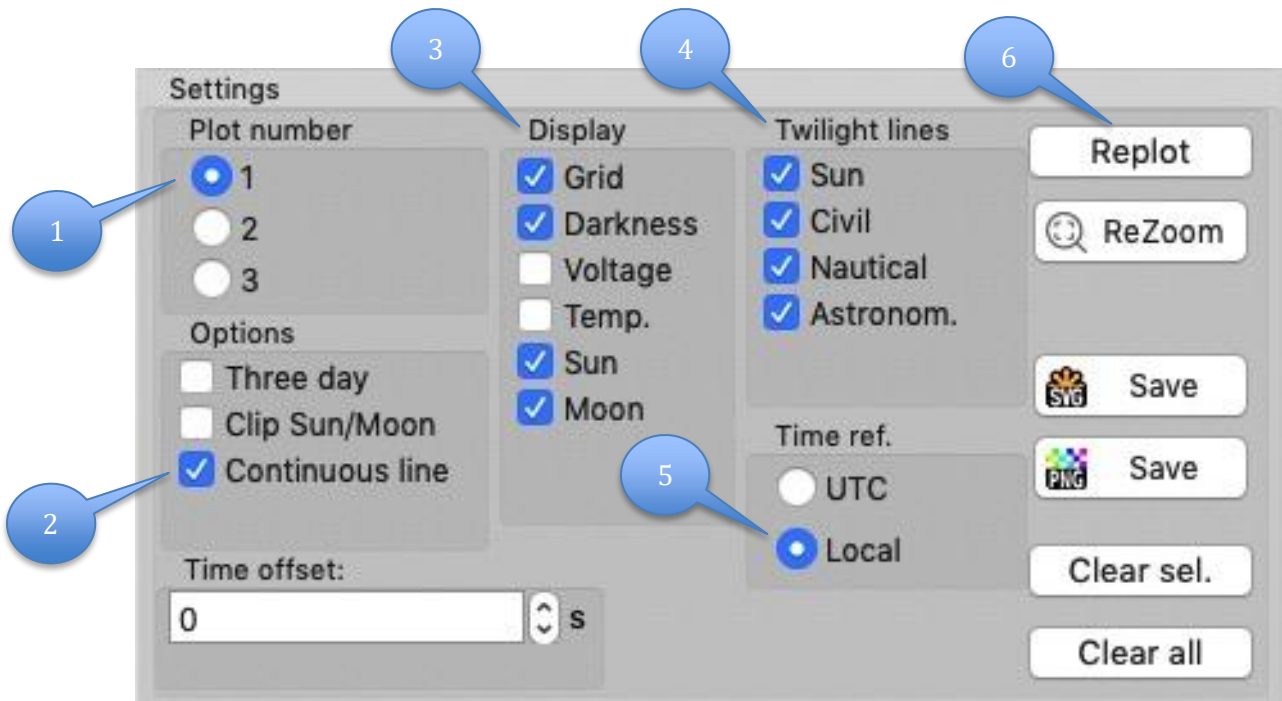 3
4
6
Settings
Plot number
1
2
3
1
Options
Three day
Clip Sun/Moon
Continuous line
2
Time offset:
0
s
Display
Grid
Darkness
Voltage
Temp.
Sun
Moon
Twilight lines
Sun
Civil
Nautical
Astronom.
Time ref.
UTC
Local
5
Replot
ReZoom
SVG Save
PNG Save
Clear sel.
Clear all